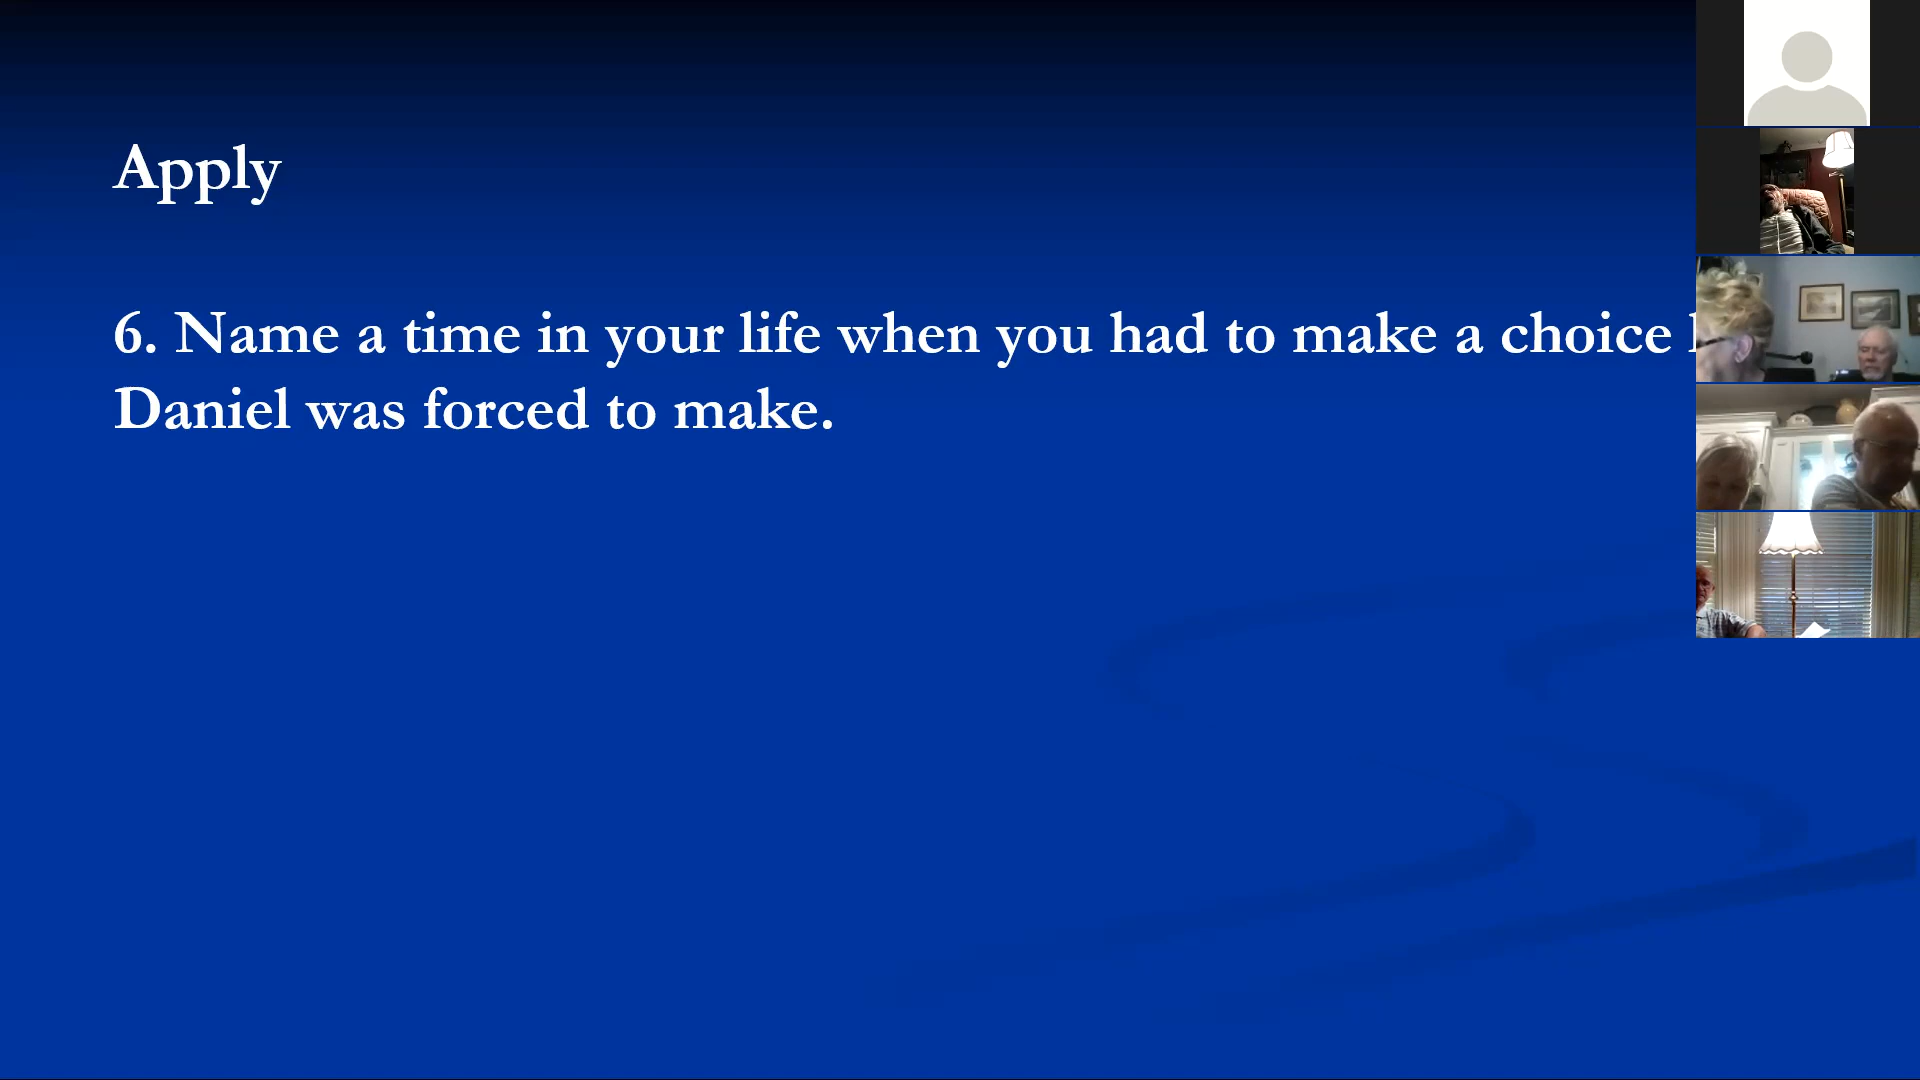 Apply
6. Name a time in your life when you had to make a choice
Daniel was forced to make.